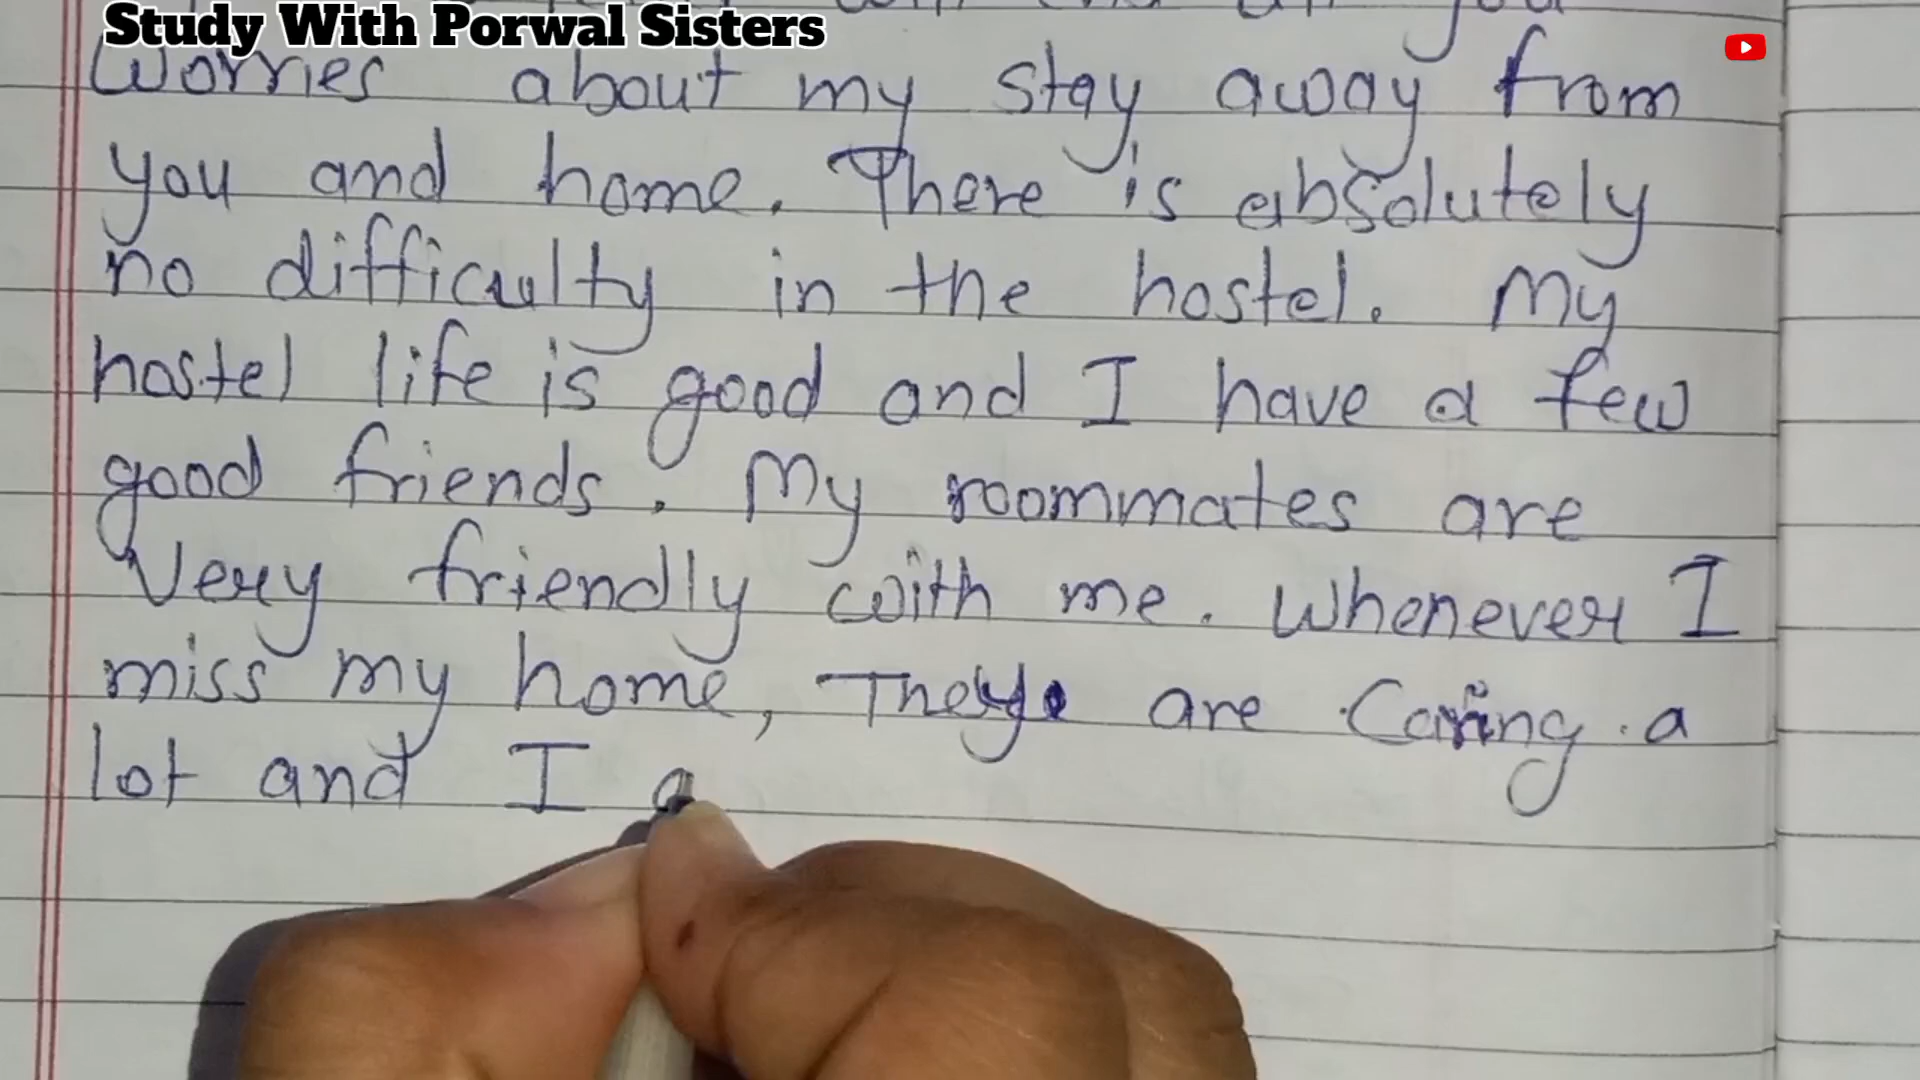 Study With Porwal Sisters
Worries about my stay away from
you and home. There is absolutely
no difficulty in the hostel. My
hostel life is good and I have a few
good friends. My roommates are
Very friendly with me. Whenever I
miss my home, They are Caring a
lot and I a